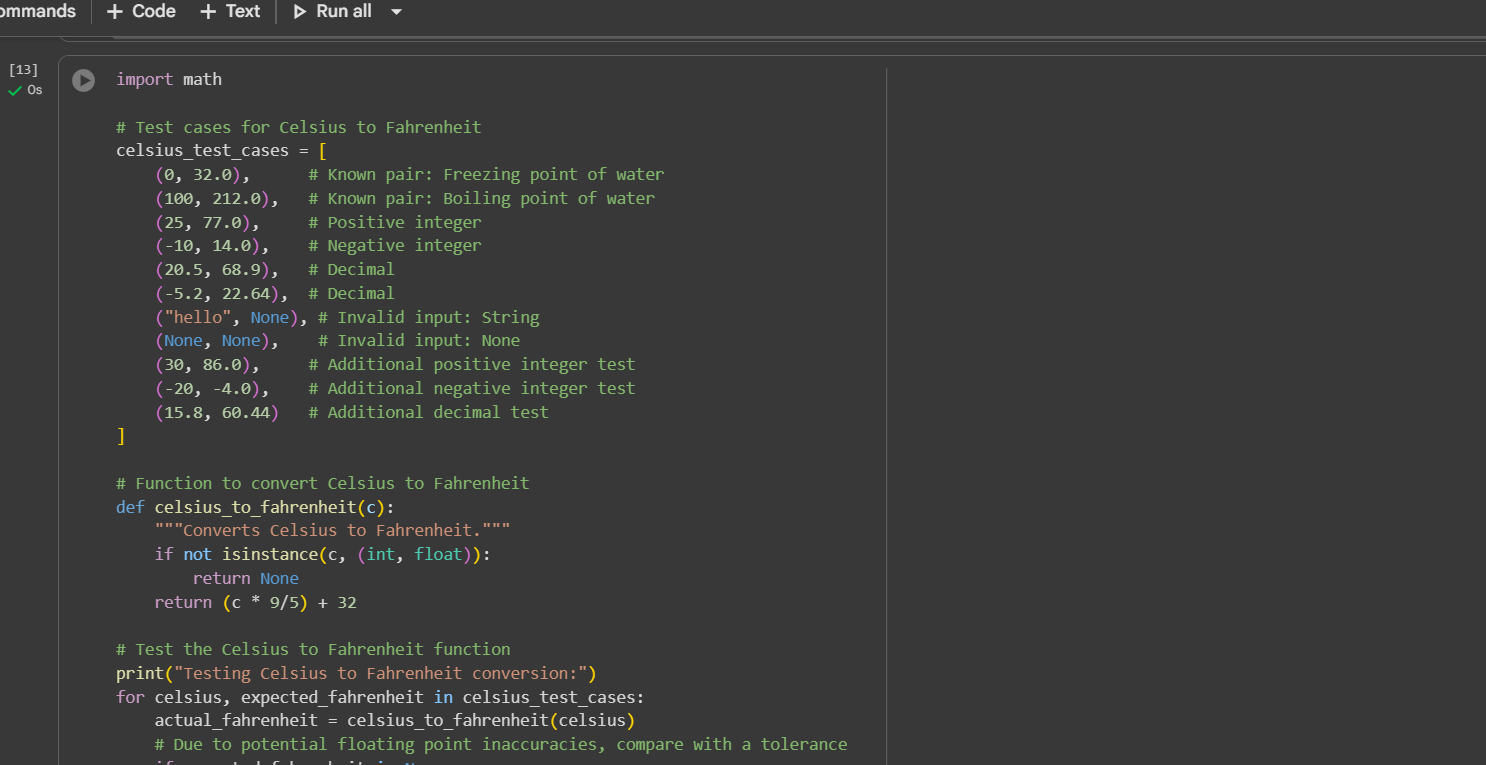 + Code + Text Run all
[13]
0s
import math
# Test cases for Celsius to Fahrenheit
celsius_test_cases = [
    (0, 32.0),      # Known pair: Freezing point of water
    (100, 212.0),   # Known pair: Boiling point of water
    (25, 77.0),     # Positive integer
    (-10, 14.0),    # Negative integer
    (20.5, 68.9),   # Decimal
    (-5.2, 22.64),  # Decimal
    ("hello", None), # Invalid input: String
    (None, None),    # Invalid input: None
    (30, 86.0),     # Additional positive integer test
    (-20, -4.0),    # Additional negative integer test
    (15.8, 60.44)   # Additional decimal test
]
# Function to convert Celsius to Fahrenheit
def celsius_to_fahrenheit(c):
    """Converts Celsius to Fahrenheit."""
    if not isinstance(c, (int, float)):
        return None
    return (c * 9/5) + 32
# Test the Celsius to Fahrenheit function
print("Testing Celsius to Fahrenheit conversion:")
for celsius, expected_fahrenheit in celsius_test_cases:
    actual_fahrenheit = celsius_to_fahrenheit(celsius)
    # Due to potential floating point inaccuracies, compare with a tolerance